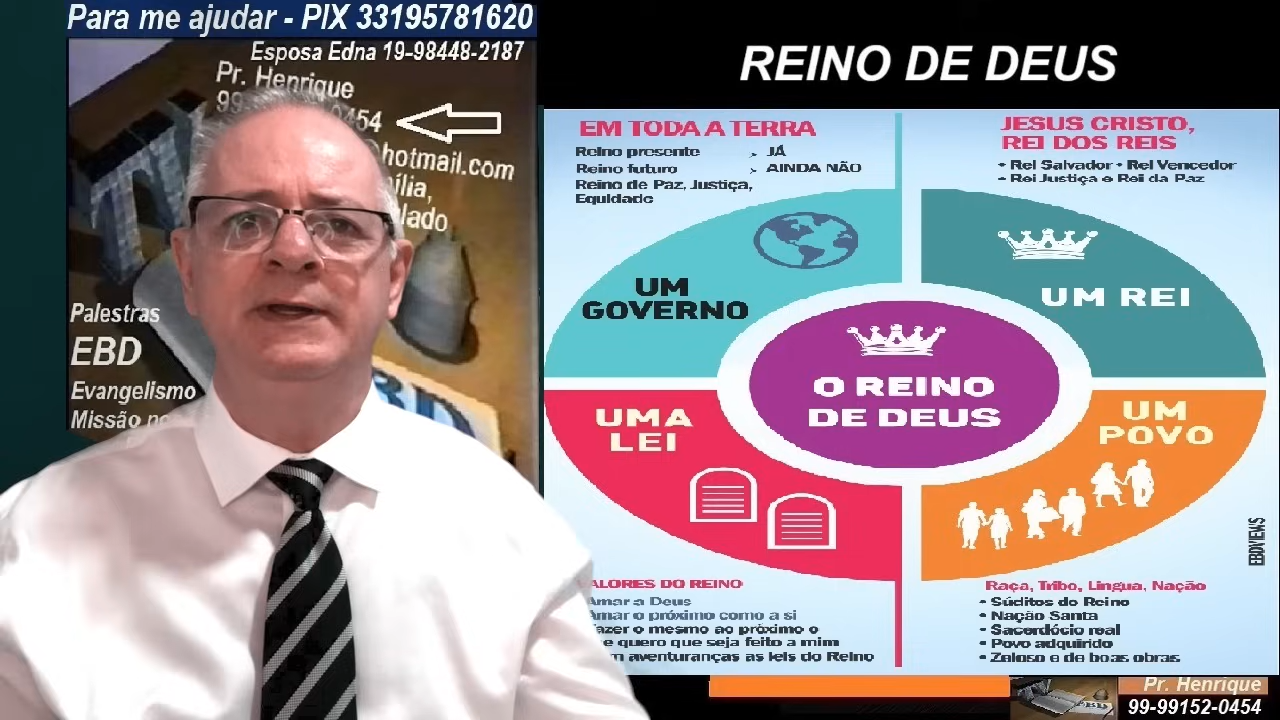 Para me ajudar - PIX 33195781620
Esposa Edna 19-98448-2187
Pr. Henrique
99 454
hotmail.com
lado
Palestras
EBD
Evangelismo
Missão
REINO DE DEUS
EM TODA A TERRA
Reino presente > JÁ
Reino futuro > AINDA NÃO
Reino de Paz, Justiça,
Equidade
JESUS CRISTO,
REI DOS REIS
• Rei Salvador • Rei Vencedor
• Rei Justiça e Rei da Paz
UM
GOVERNO
UM REI
O REINO
DE DEUS
UMA
LEI
UM
POVO
EBDVIEWS
ALORES DO REINO
Amar a Deus
Amar o próximo como a si
azer o mesmo ao próximo o
e quero que seja feito a mim
m aventuranças as leis do Reino
Raça, Tribo, Lingua, Nação
• Súditos do Reino
• Nação Santa
• Sacerdócio real
• Povo adquirido
• Zeloso e de boas obras
Pr. Henrique
99-99152-0454